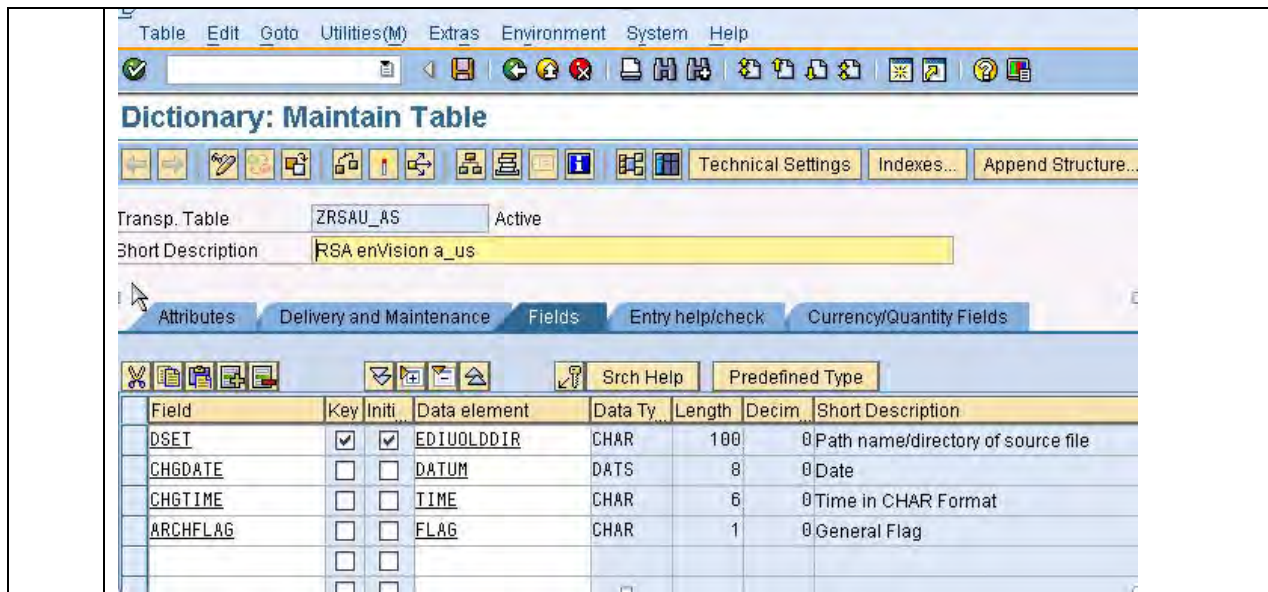 Table Edit Goto Utilities(M) Extras Environment System Help
Dictionary: Maintain Table
Technical Settings Indexes... Append Structure...
Transp. Table ZRSAU_AS Active
Short Description RSA enVision a_us
Attributes Delivery and Maintenance Fields Entry help/check Currency/Quantity Fields
Srch Help Predefined Type
Field Key Initi... Data element Data Ty... Length Decim... Short Description
DSET EDIUOLDDIR CHAR 100 0 Path name/directory of source file
CHGDATE DATUM DATS 8 0 Date
CHGTIME TIME CHAR 6 0 Time in CHAR Format
ARCHFLAG FLAG CHAR 1 0 General Flag